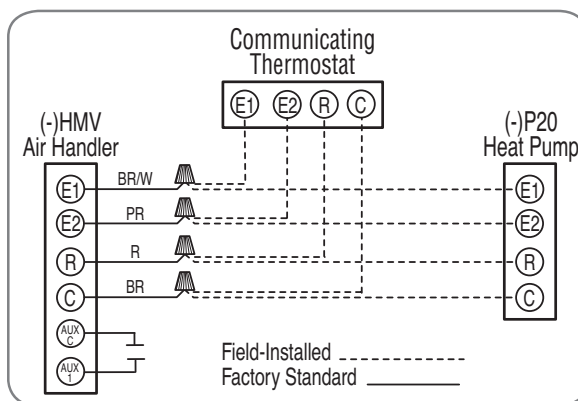 Communicating
Thermostat
E1 E2 R C
(-)HMV
Air Handler
(-)P20
Heat Pump
E1 BR/W E1
E2 PR E2
R R R
C BR C
AUX
C
AUX
1
Field-Installed
Factory Standard